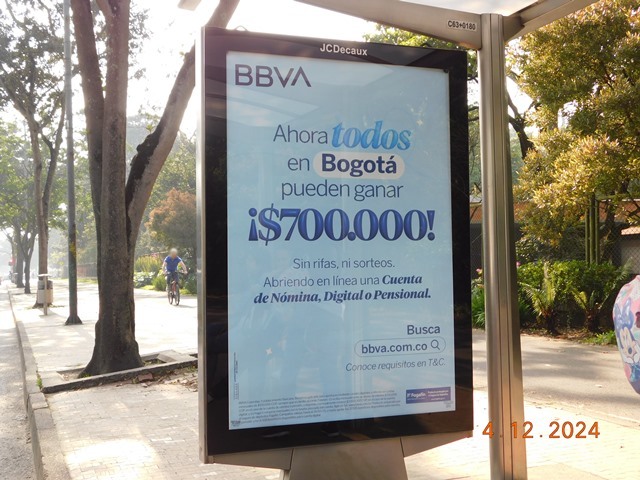 C63+0180
JCDecaux
BBVA
Ahora todos
en Bogotá
pueden ganar
¡$700.000!
Sin rifas, ni sorteos.
Abriendo en línea una Cuenta
de Nómina, Digital o Pensional.
Busca
bbva.com.co
Conoce requisitos en T&C
4.12.2024